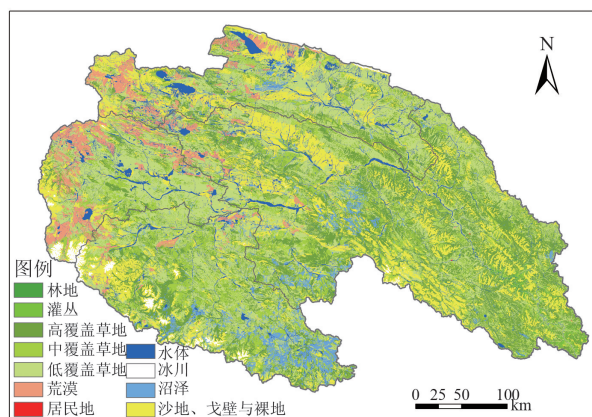 N
图例
林地
灌丛
高覆盖草地
中覆盖草地
低覆盖草地
荒漠
居民地
水体
冰川
沼泽
沙地、戈壁与裸地
0 25 50 100
km